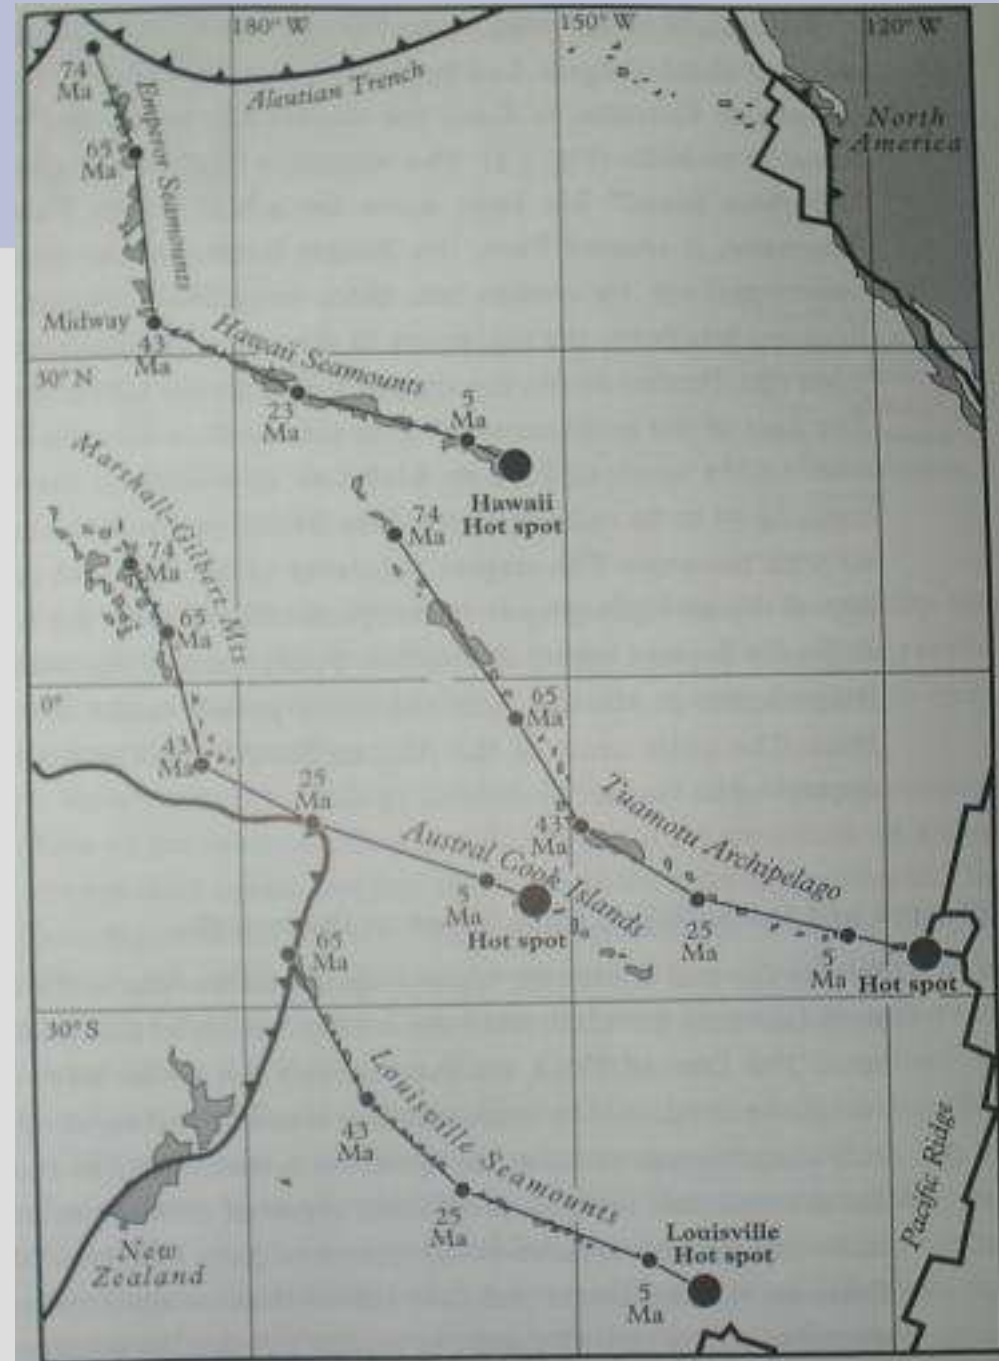 180° W
150° W
120° W
74
Ma
Emperor Seamounts
Aleutian Trench
North
America
65
Ma
Midway
43
Ma
Hawaii Seamounts
30° N
23
Ma
5
Ma
Hawaii
Hot spot
Marshall-Gilbert Mts
74
Ma
74
Ma
65
Ma
0°
65
Ma
43
Ma
25
Ma
Tuamotu Archipelago
43
Ma
Austral Cook Islands
5
Ma
Hot spot
25
Ma
5
Ma
Hot spot
65
Ma
30° S
Louisville Seamounts
43
Ma
25
Ma
Pacific Ridge
New
Zealand
Louisville
Hot spot
5
Ma